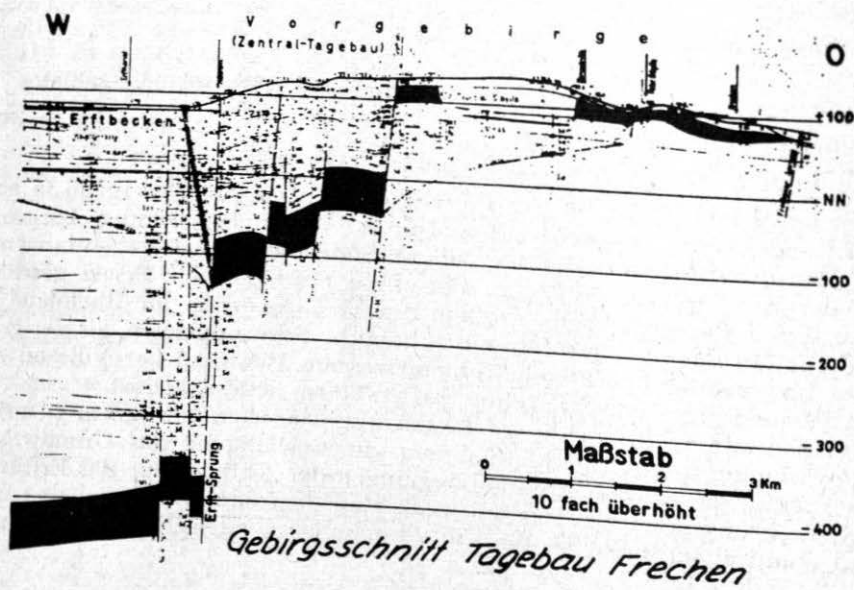 W Vorgebirge O
(Zentral-Tagebau)
Erftbecken
±100
NN
-100
-200
-300
-400
Erft-Sprung
Maßstab
0 1 2 3 Km
10 fach überhöht
Gebirgsschnitt Tagebau Frechen